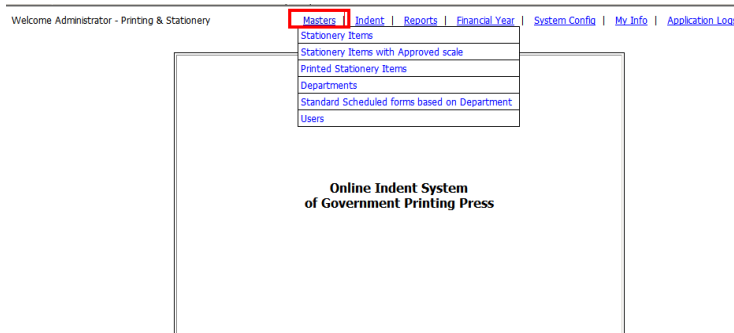 Welcome Administrator - Printing & Stationery Masters | Indent | Reports | Financial Year | System Config | My Info | Application Logs
Stationery Items
Stationery Items with Approved scale
Printed Stationery Items
Departments
Standard Scheduled forms based on Department
Users
Online Indent System
of Government Printing Press